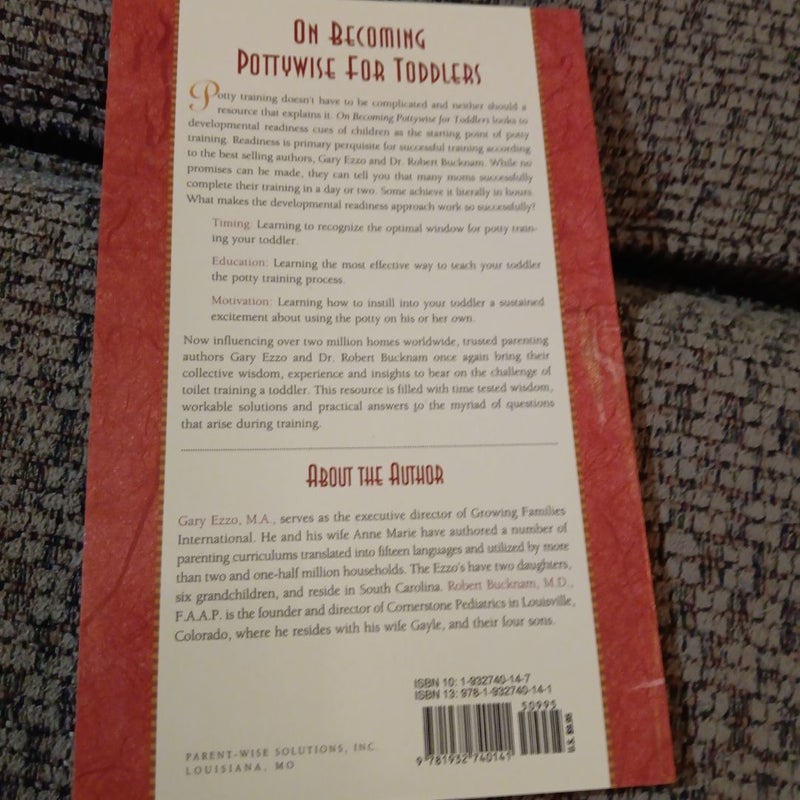 On Becoming
Pottywise For Toddlers
Potty training doesn't have to be complicated and neither should a
resource that explains it. On Becoming Pottywise for Toddlers looks to
developmental readiness cues of children as the starting point of potty
training. Readiness is primary perquisite for successful training according
to the best selling authors, Gary Ezzo and Dr. Robert Bucknam. While no
promises can be made, they can tell you that many moms successfully
complete their training in a day or two. Some achieve it literally in hours.
What makes the developmental readiness approach work so successfully?
Timing: Learning to recognize the optimal window for potty train-
ing your toddler.
Education: Learning the most effective way to teach your toddler
the potty training process.
Motivation: Learning how to instill into your toddler a sustained
excitement about using the potty on his or her own.
Now influencing over two million homes worldwide, trusted parenting
authors Gary Ezzo and Dr. Robert Bucknam once again bring their
collective wisdom, experience and insights to bear on the challenge of
toilet training a toddler. This resource is filled with time tested wisdom,
workable solutions and practical answers to the myriad of questions
that arise during training.
About the Author
Gary Ezzo, M.A., serves as the executive director of Growing Families
International. He and his wife Anne Marie have authored a number of
parenting curriculums translated into fifteen languages and utilized by more
than two and one-half million households. The Ezzo's have two daughters,
six grandchildren, and reside in South Carolina. Robert Bucknam, M.D.,
F.A.A.P. is the founder and director of Cornerstone Pediatrics in Louisville,
Colorado, where he resides with his wife Gayle, and their four sons.
ISBN 10: 1-932740-14-7
ISBN 13: 978-1-932740-14-1
50995
9 781932 740141
U.S. $9.95
PARENT-WISE SOLUTIONS, INC.
LOUISIANA, MO